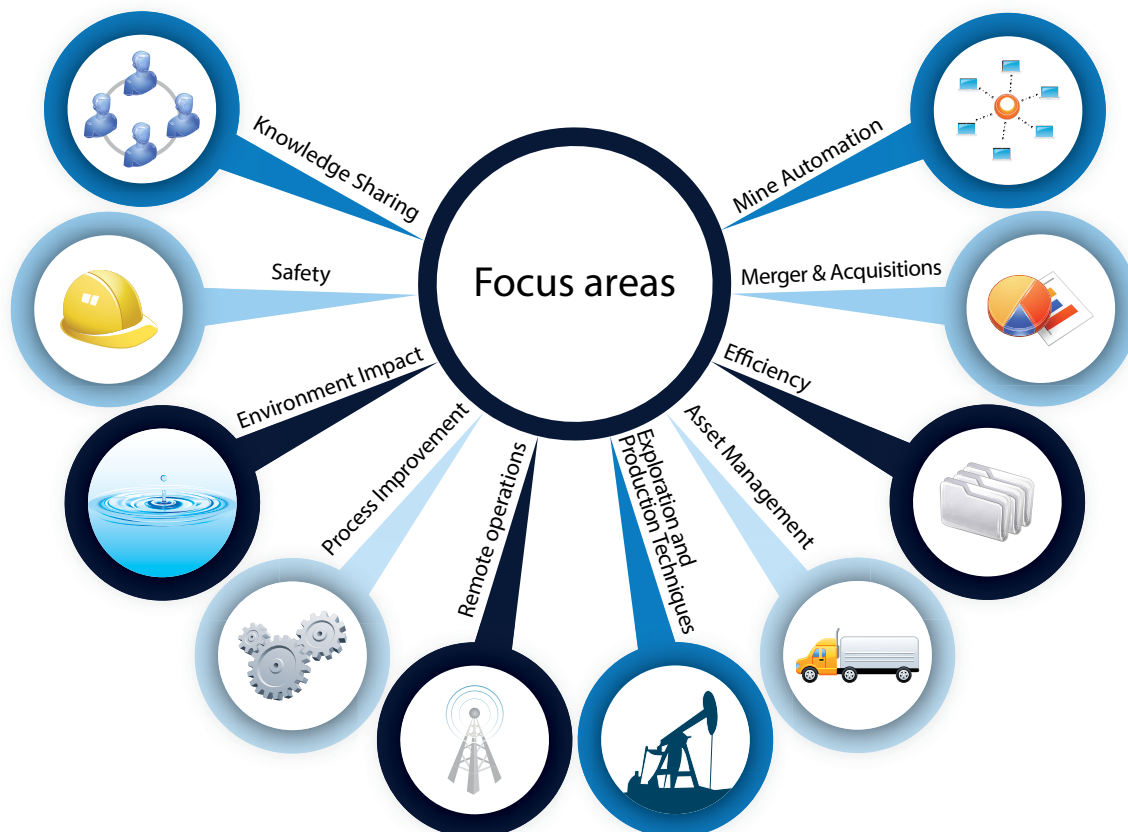 Focus areas
Knowledge Sharing
Safety
Environment Impact
Process Improvement
Remote operations
Exploration and
Production Techniques
Asset Management
Efficiency
Merger & Acquisitions
Mine Automation